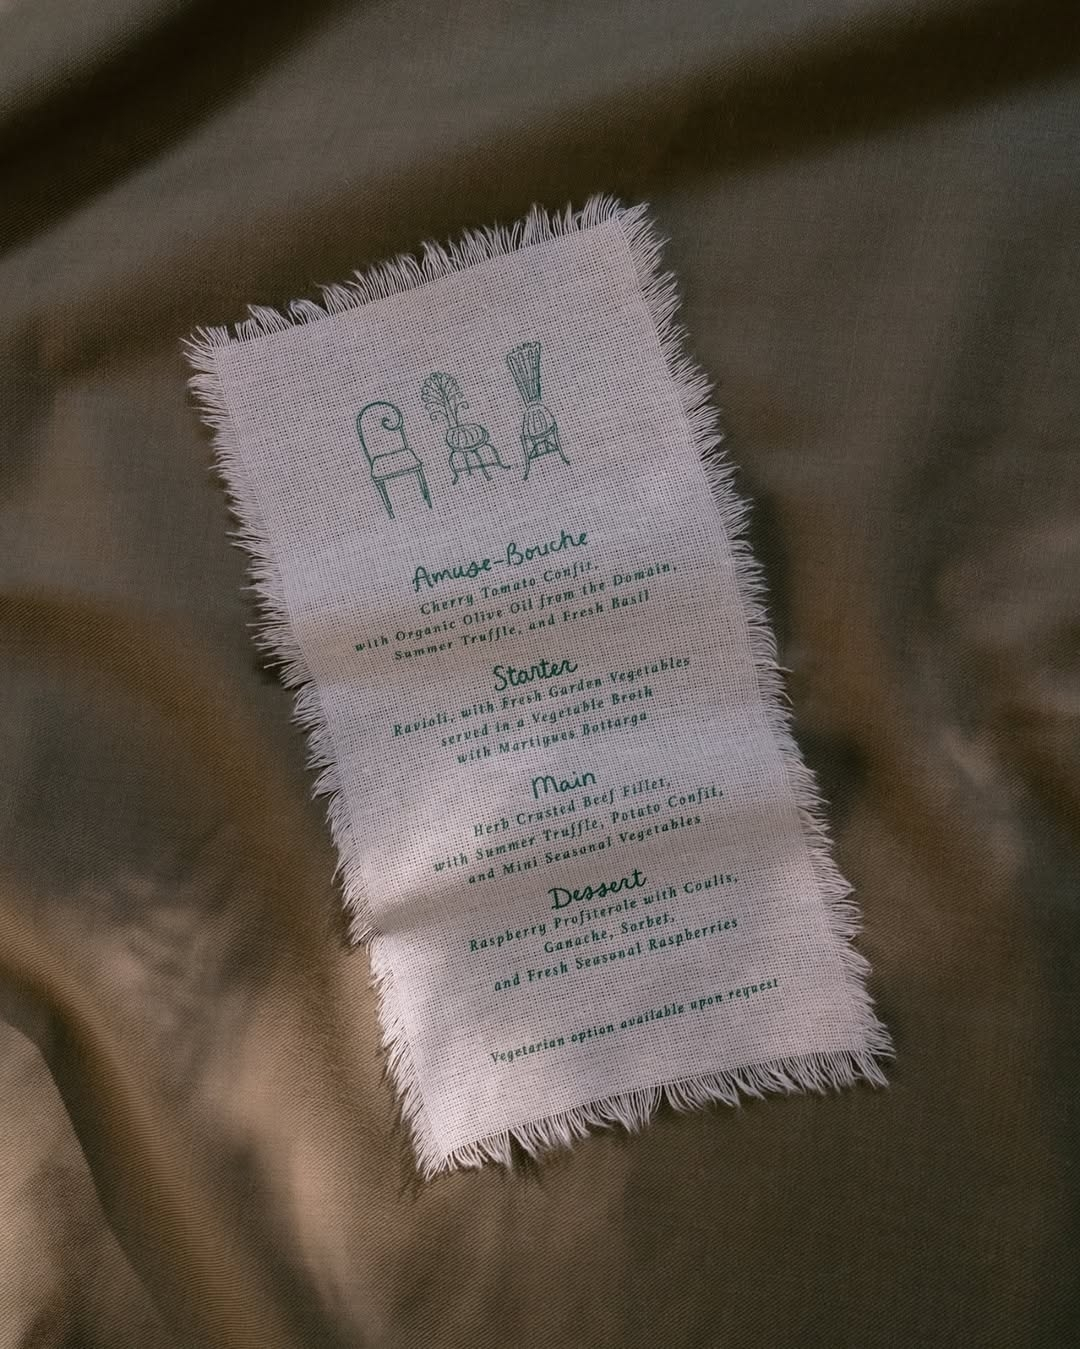 Amuse-Bouche
Cherry Tomato Confit,
with Organic Olive Oil from the Domain,
Summer Truffle, and Fresh Basil
Starter
Ravioli, with Fresh Garden Vegetables
served in a Vegetable Broth
with Martigues Bottarga
Main
Herb Crusted Beef Fillet,
with Summer Truffle, Potato Confit,
and Mini Seasonal Vegetables
Dessert
Raspberry Profiterole with Coulis,
Ganache, Sorbet,
and Fresh Seasonal Raspberries
Vegetarian option available upon request